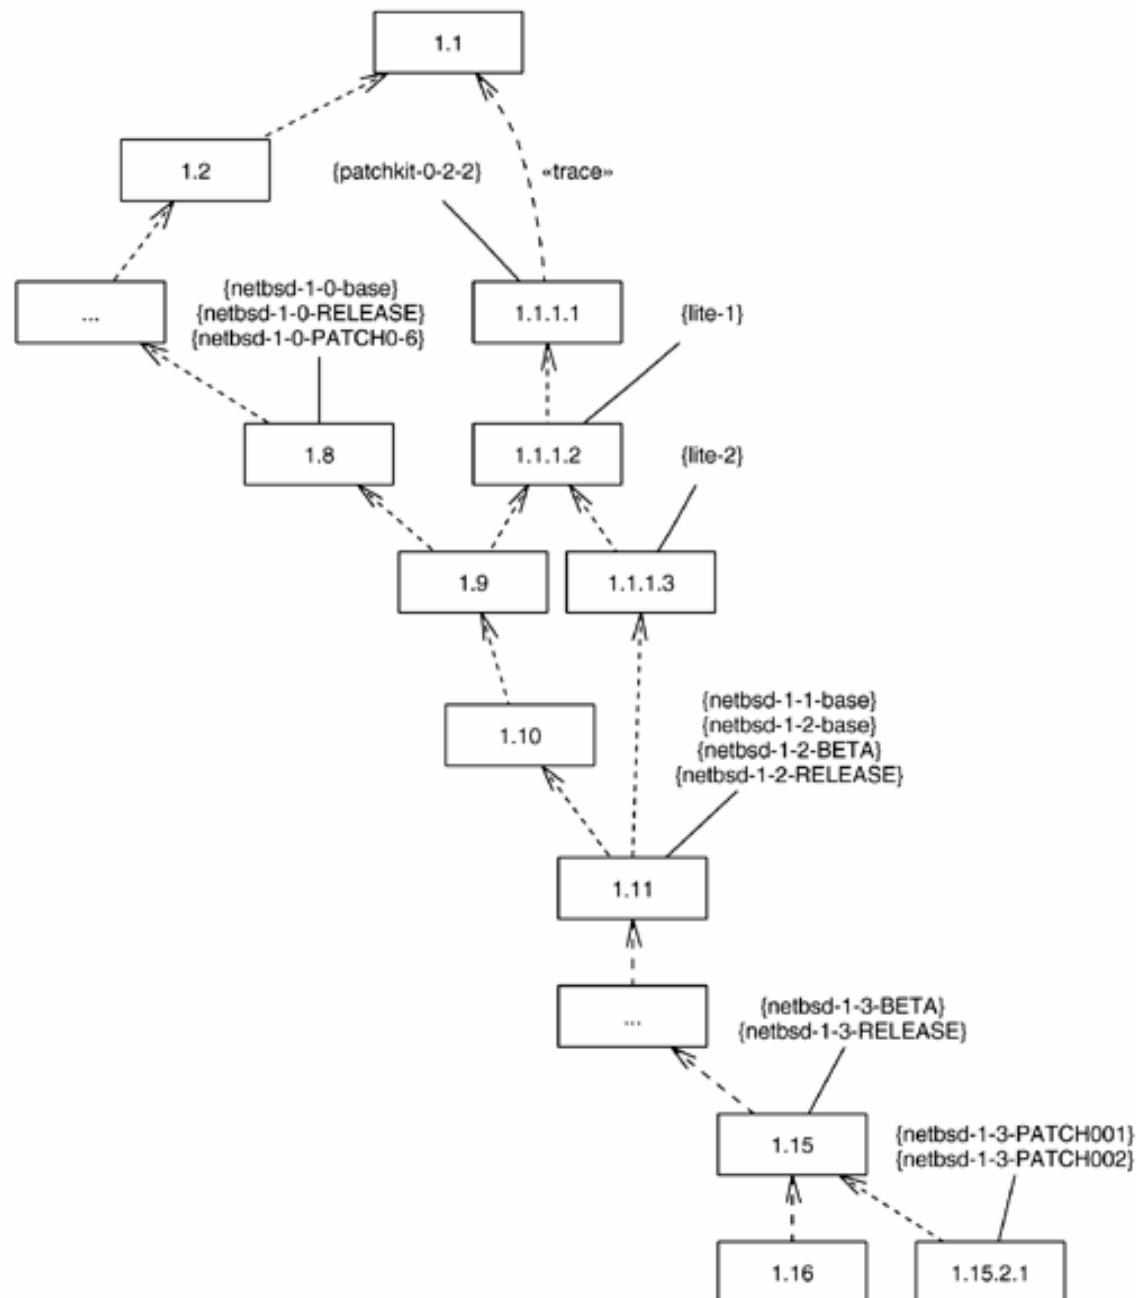 1.1
1.2
{patchkit-0-2-2}
«trace»
...
{netbsd-1-0-base}
{netbsd-1-0-RELEASE}
{netbsd-1-0-PATCH0-6}
1.1.1.1
{lite-1}
1.8
1.1.1.2
{lite-2}
1.9
1.1.1.3
{netbsd-1-1-base}
{netbsd-1-2-base}
{netbsd-1-2-BETA}
{netbsd-1-2-RELEASE}
1.10
1.11
...
{netbsd-1-3-BETA}
{netbsd-1-3-RELEASE}
1.15
{netbsd-1-3-PATCH001}
{netbsd-1-3-PATCH002}
1.16
1.15.2.1